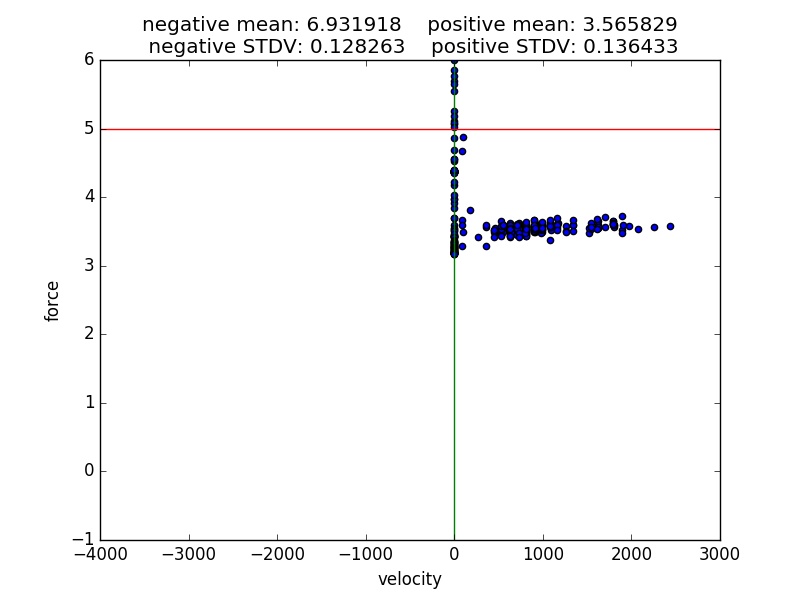 negative mean: 6.931918    positive mean: 3.565829
negative STDV: 0.128263    positive STDV: 0.136433
6
5
4
3
2
1
0
−1
force
−4000 −3000 −2000 −1000 0 1000 2000 3000
velocity